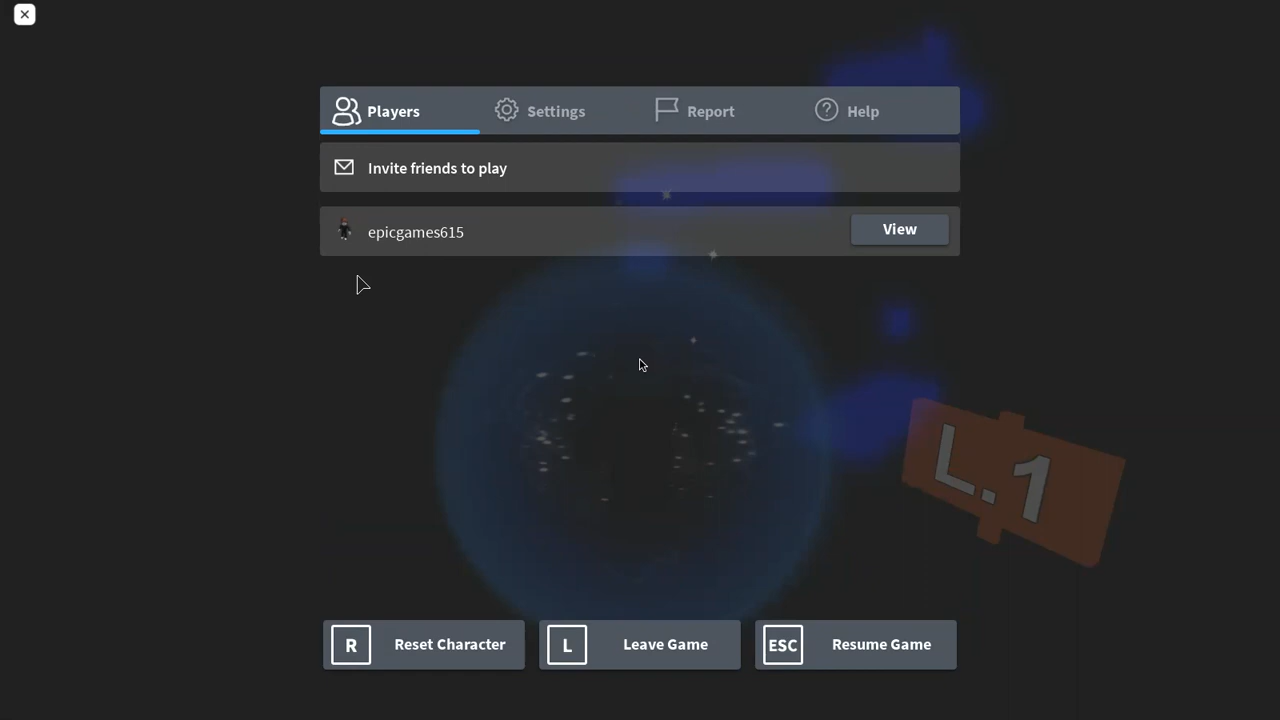 Players
Settings
Report
Help
Invite friends to play
epicgames615
View
L.1
R
Reset Character
L
Leave Game
ESC
Resume Game